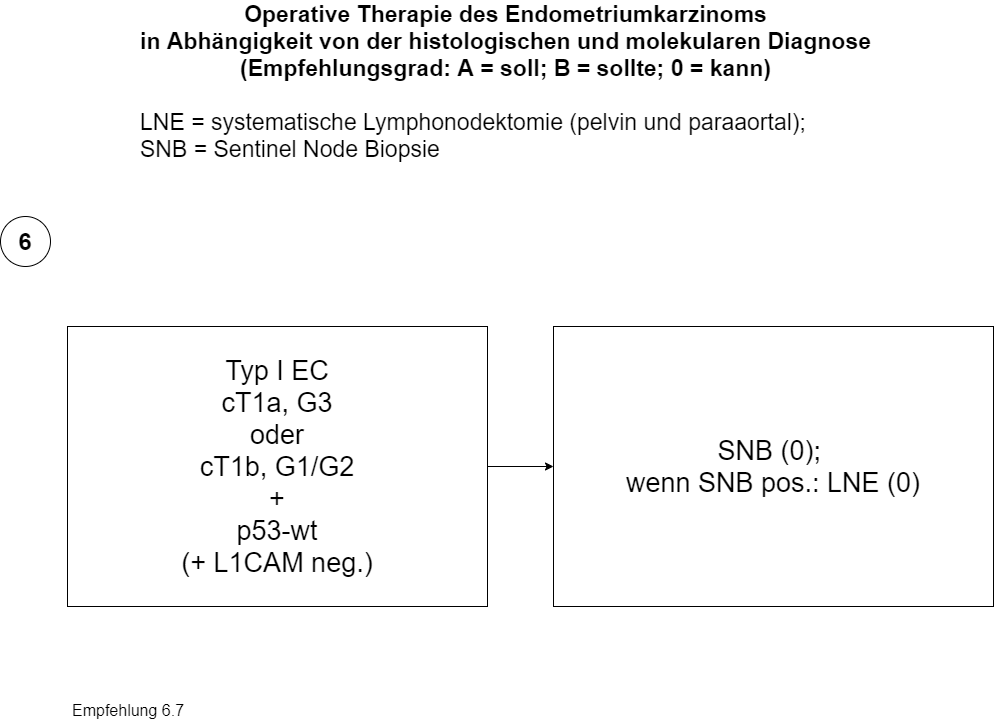 Operative Therapie des Endometriumkarzinoms
in Abhängigkeit von der histologischen und molekularen Diagnose
(Empfehlungsgrad: A = soll; B = sollte; 0 = kann)
LNE = systematische Lymphonodektomie (pelvin und paraaortal);
SNB = Sentinel Node Biopsie
6
Typ I EC
cT1a, G3
oder
cT1b, G1/G2
+
p53-wt
(+ L1CAM neg.)
SNB (0);
wenn SNB pos.: LNE (0)
Empfehlung 6.7